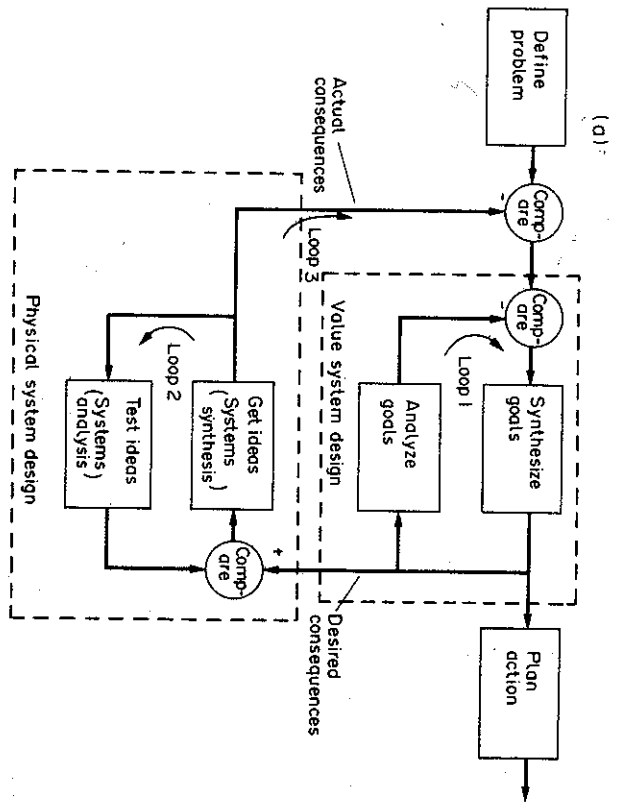 (a)
Define
problem
Comp-
are
-
Comp-
are
-
Synthesize
goals
Plan
action
Loop 1
Analyze
goals
Value system design
Actual
consequences
Desired
consequences
Loop 3
+
Comp-
are
Get ideas
(Systems
synthesis)
Loop 2
Test ideas
(Systems
analysis)
Physical system design